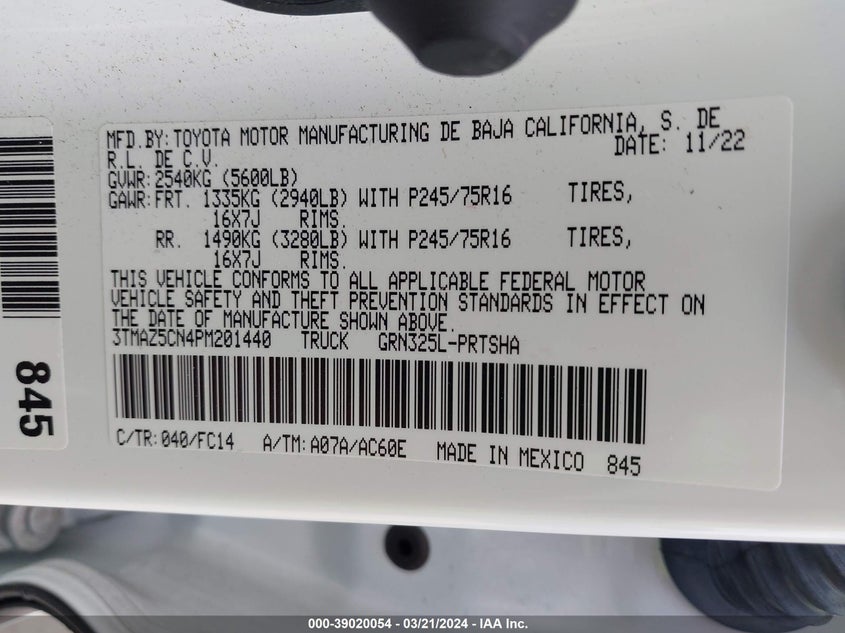 MFD.BY: TOYOTA MOTOR MANUFACTURING DE BAJA CALIFORNIA, S. DE
R.L. DE C.V. DATE: 11/22
GVWR: 2540KG (5600LB)
GAWR: FRT. 1335KG (2940LB) WITH P245/75R16 TIRES,
16X7J RIMS.
RR. 1490KG (3280LB) WITH P245/75R16 TIRES,
16X7J RIMS.
THIS VEHICLE CONFORMS TO ALL APPLICABLE FEDERAL MOTOR
VEHICLE SAFETY AND THEFT PREVENTION STANDARDS IN EFFECT ON
THE DATE OF MANUFACTURE SHOWN ABOVE.
3TMAZ5CN4PM201440 TRUCK GRN325L-PRTSHA
C/TR: 040/FC14 A/TM: A07A/AC60E MADE IN MEXICO 845
845
000-39020054 - 03/21/2024 - IAA Inc.